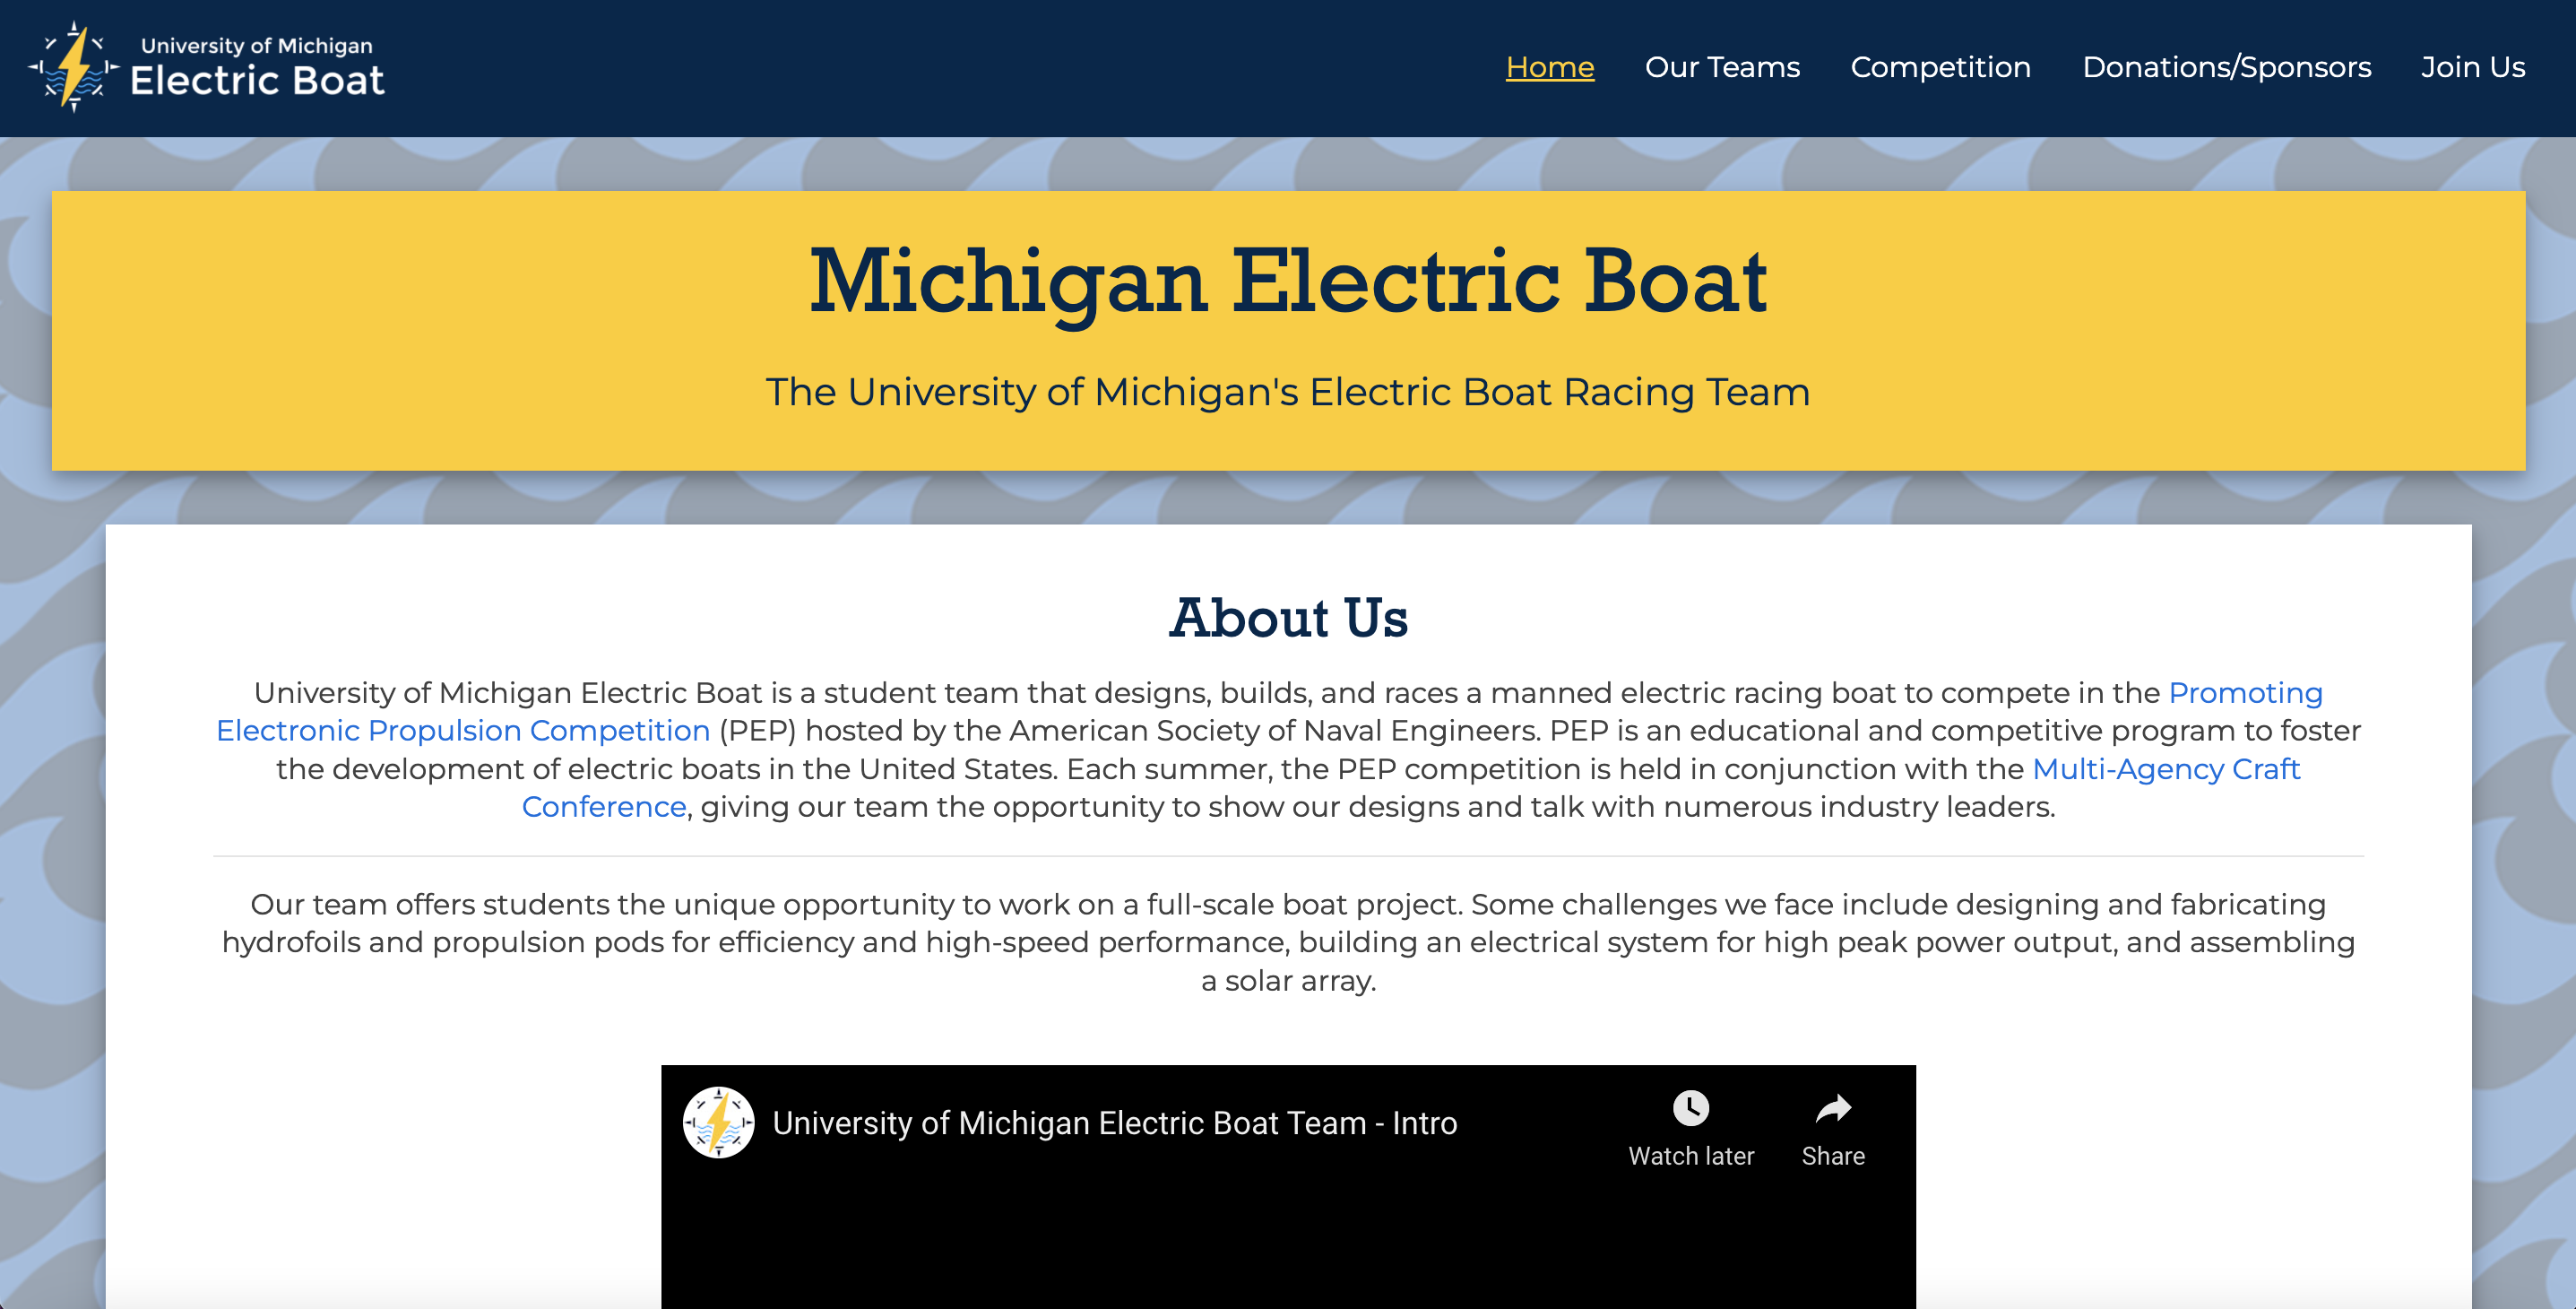 University of Michigan
Electric Boat
Home Our Teams Competition Donations/Sponsors Join Us
Michigan Electric Boat
The University of Michigan's Electric Boat Racing Team
About Us
University of Michigan Electric Boat is a student team that designs, builds, and races a manned electric racing boat to compete in the Promoting
Electronic Propulsion Competition (PEP) hosted by the American Society of Naval Engineers. PEP is an educational and competitive program to foster
the development of electric boats in the United States. Each summer, the PEP competition is held in conjunction with the Multi-Agency Craft
Conference, giving our team the opportunity to show our designs and talk with numerous industry leaders.
Our team offers students the unique opportunity to work on a full-scale boat project. Some challenges we face include designing and fabricating
hydrofoils and propulsion pods for efficiency and high-speed performance, building an electrical system for high peak power output, and assembling
a solar array.
University of Michigan Electric Boat Team - Intro
Watch later Share